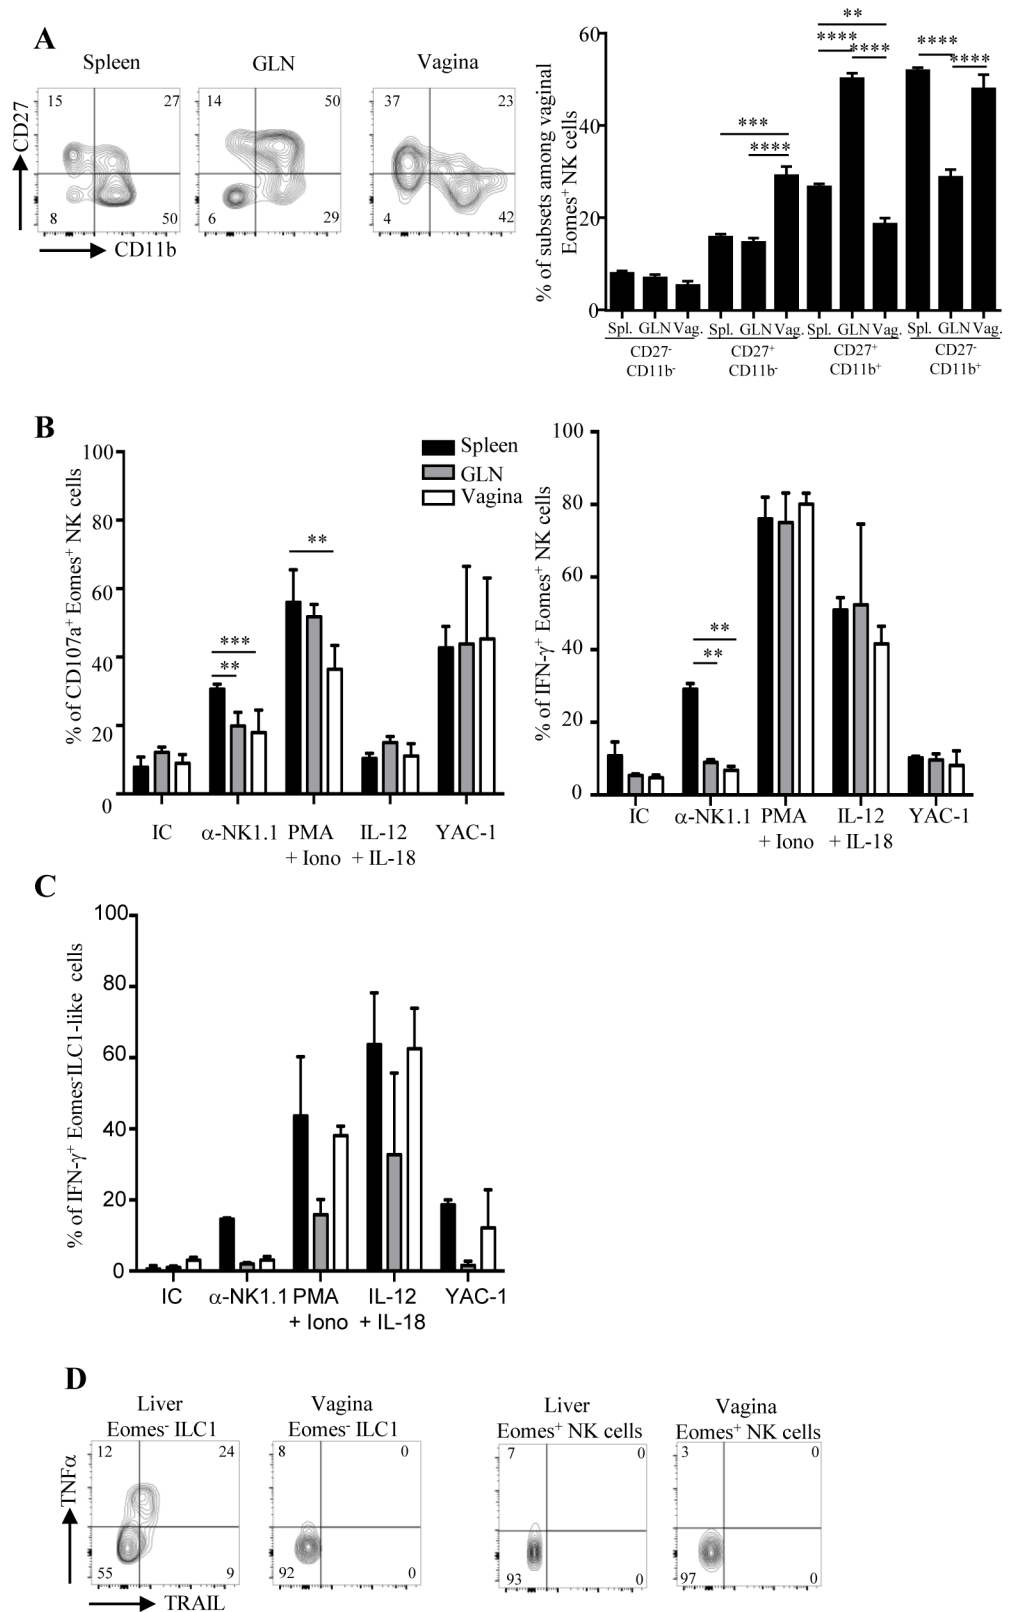 A
Spleen
GLN
Vagina
CD27
15
27
8
50
14
50
6
29
37
23
4
42
CD11b
% of subsets among vaginal
Eomes⁺ NK cells
60
40
20
0
***
****
**
****
****
****
****
Spl. GLN Vag. Spl. GLN Vag. Spl. GLN Vag. Spl. GLN Vag.
CD27⁻
CD11b⁻
CD27⁺
CD11b⁻
CD27⁺
CD11b⁺
CD27⁻
CD11b⁺
B
% of CD107a⁺ Eomes⁺ NK cells
100
80
60
40
20
0
Spleen
GLN
Vagina
***
**
**
IC
α-NK1.1
PMA
+ Iono
IL-12
+ IL-18
YAC-1
% of IFN-γ⁺ Eomes⁺ NK cells
100
80
60
40
20
0
**
**
IC
α-NK1.1
PMA
+ Iono
IL-12
+ IL-18
YAC-1
C
% of IFN-γ⁺ Eomes⁻ILC1-like cells
100
80
60
40
20
0
IC
α-NK1.1
PMA
+ Iono
IL-12
+ IL-18
YAC-1
D
Liver
Eomes⁻ ILC1
Vagina
Eomes⁻ ILC1
Liver
Eomes⁺ NK cells
Vagina
Eomes⁺ NK cells
TNFα
12
24
55
9
8
0
92
0
7
0
93
0
3
0
97
0
TRAIL